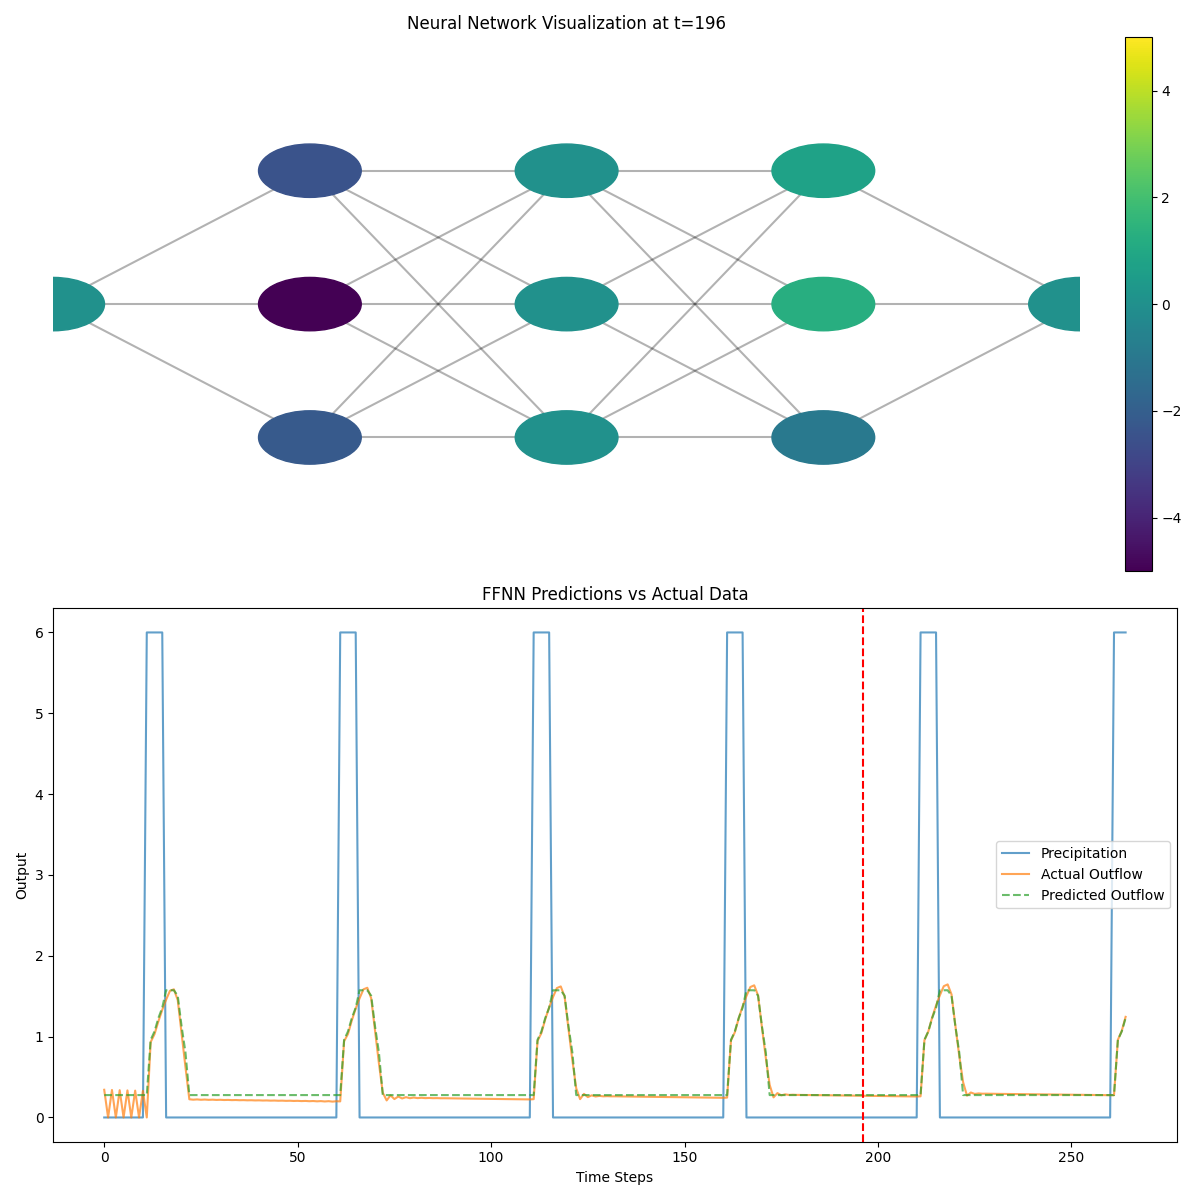 Neural Network Visualization at t=196
4
2
0
−2
−4
FFNN Predictions vs Actual Data
6
5
4
3
2
1
0
Output
Precipitation
Actual Outflow
Predicted Outflow
0 50 100 150 200 250
Time Steps